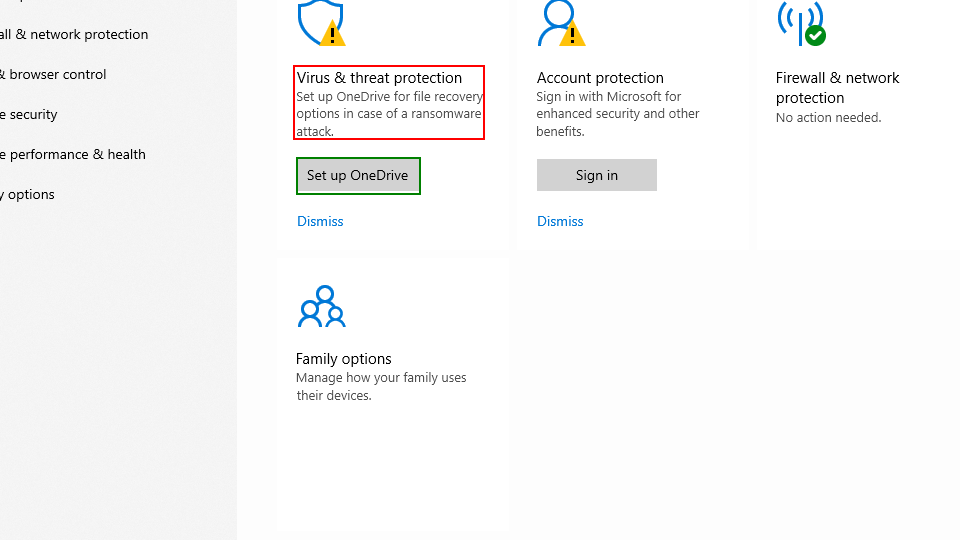 all & network protection
& browser control
e security
e performance & health
y options
Virus & threat protection
Set up OneDrive for file recovery
options in case of a ransomware
attack.
Set up OneDrive
Dismiss
Account protection
Sign in with Microsoft for
enhanced security and other
benefits.
Sign in
Dismiss
Firewall & network
protection
No action needed.
Family options
Manage how your family uses
their devices.